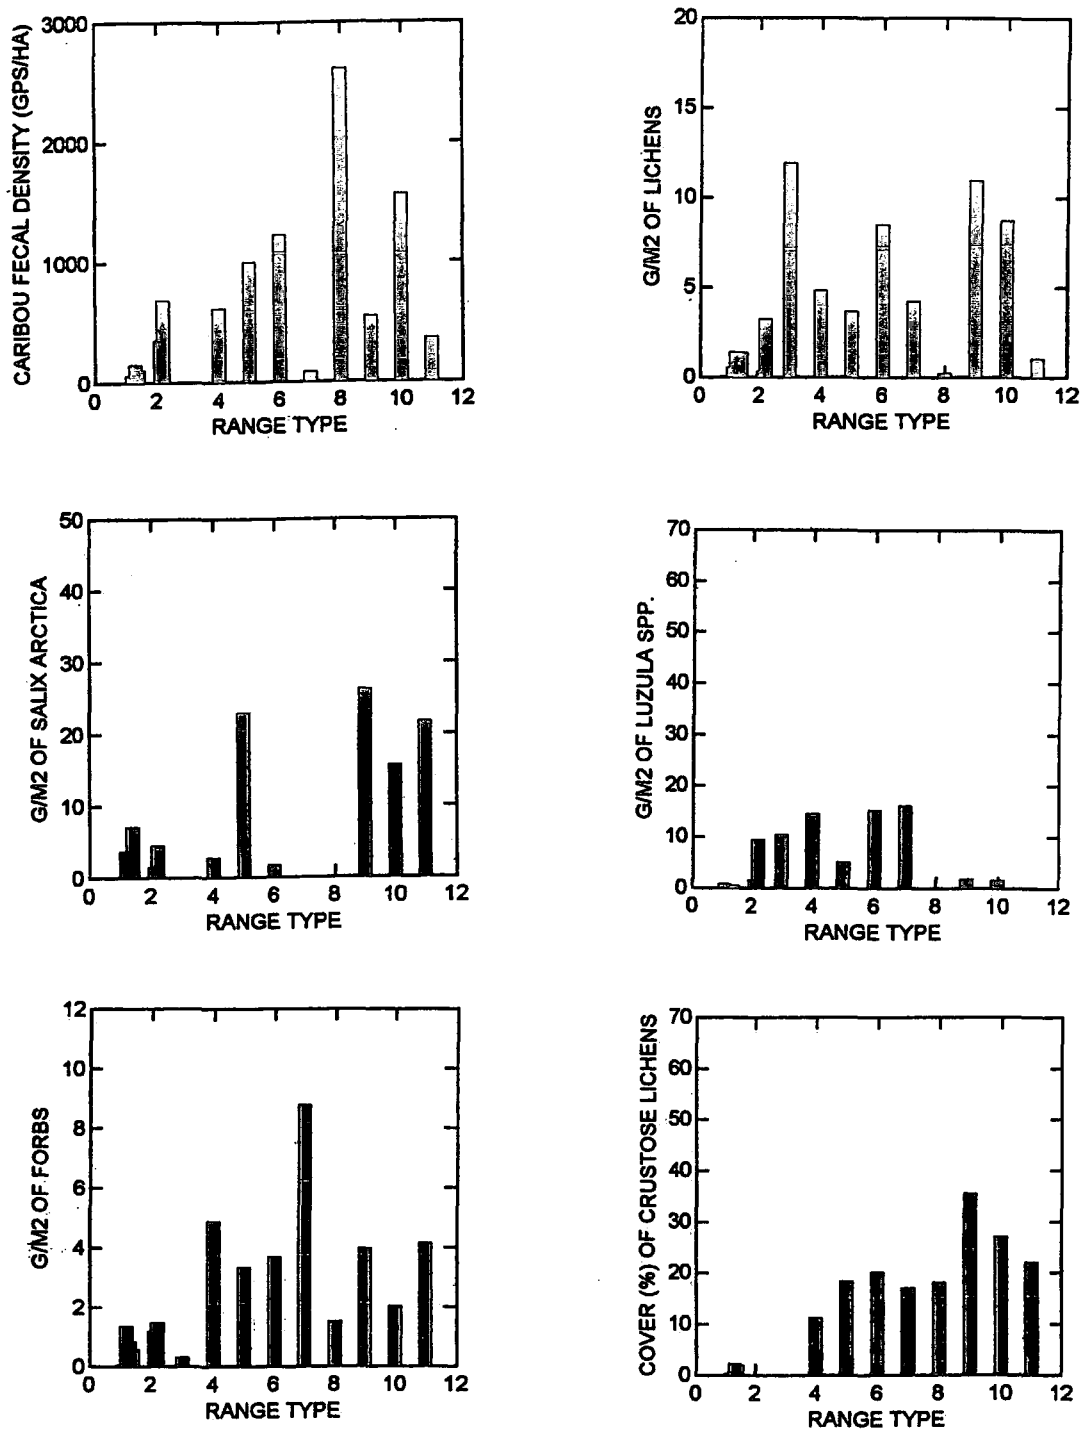 CARIBOU FECAL DENSITY (GPS/HA)
3000
2000
1000
0
0 2 4 6 8 10 12
RANGE TYPE
G/M2 OF LICHENS
20
15
10
5
0
0 2 4 6 8 10 12
RANGE TYPE
G/M2 OF SALIX ARCTICA
50
40
30
20
10
0
0 2 4 6 8 10 12
RANGE TYPE
G/M2 OF LUZULA SPP.
70
60
50
40
30
20
10
0
0 2 4 6 8 10 12
RANGE TYPE
G/M2 OF FORBS
12
10
8
6
4
2
0
0 2 4 6 8 10 12
RANGE TYPE
COVER (%) OF CRUSTOSE LICHENS
70
60
50
40
30
20
10
0
0 2 4 6 8 10 12
RANGE TYPE